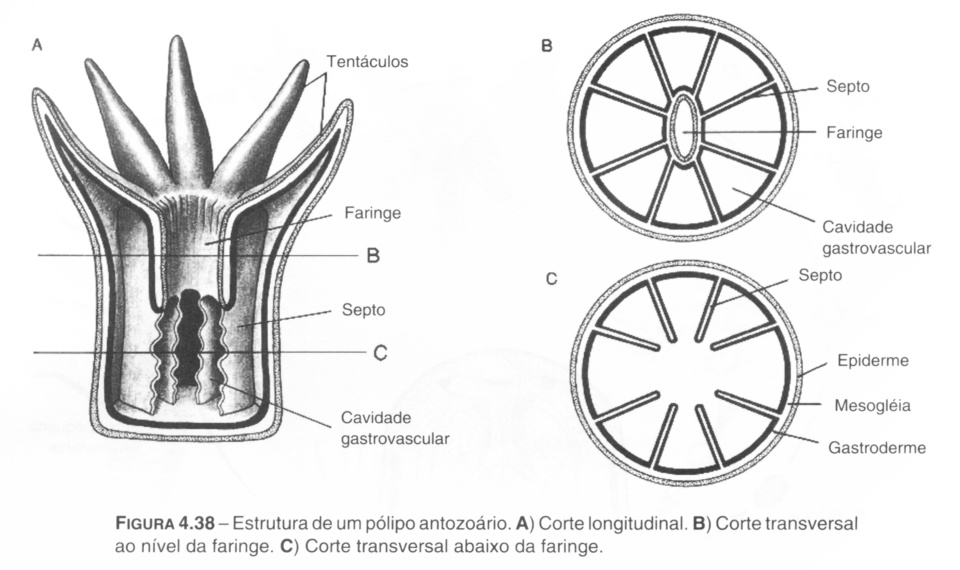 A
Tentáculos
Faringe
B
Septo
C
Cavidade
gastrovascular
B
Septo
Faringe
Cavidade
gastrovascular
C
Septo
Epiderme
Mesogléia
Gastroderme
FIGURA 4.38 – Estrutura de um pólipo antozoário. A) Corte longitudinal. B) Corte transversal
ao nível da faringe. C) Corte transversal abaixo da faringe.